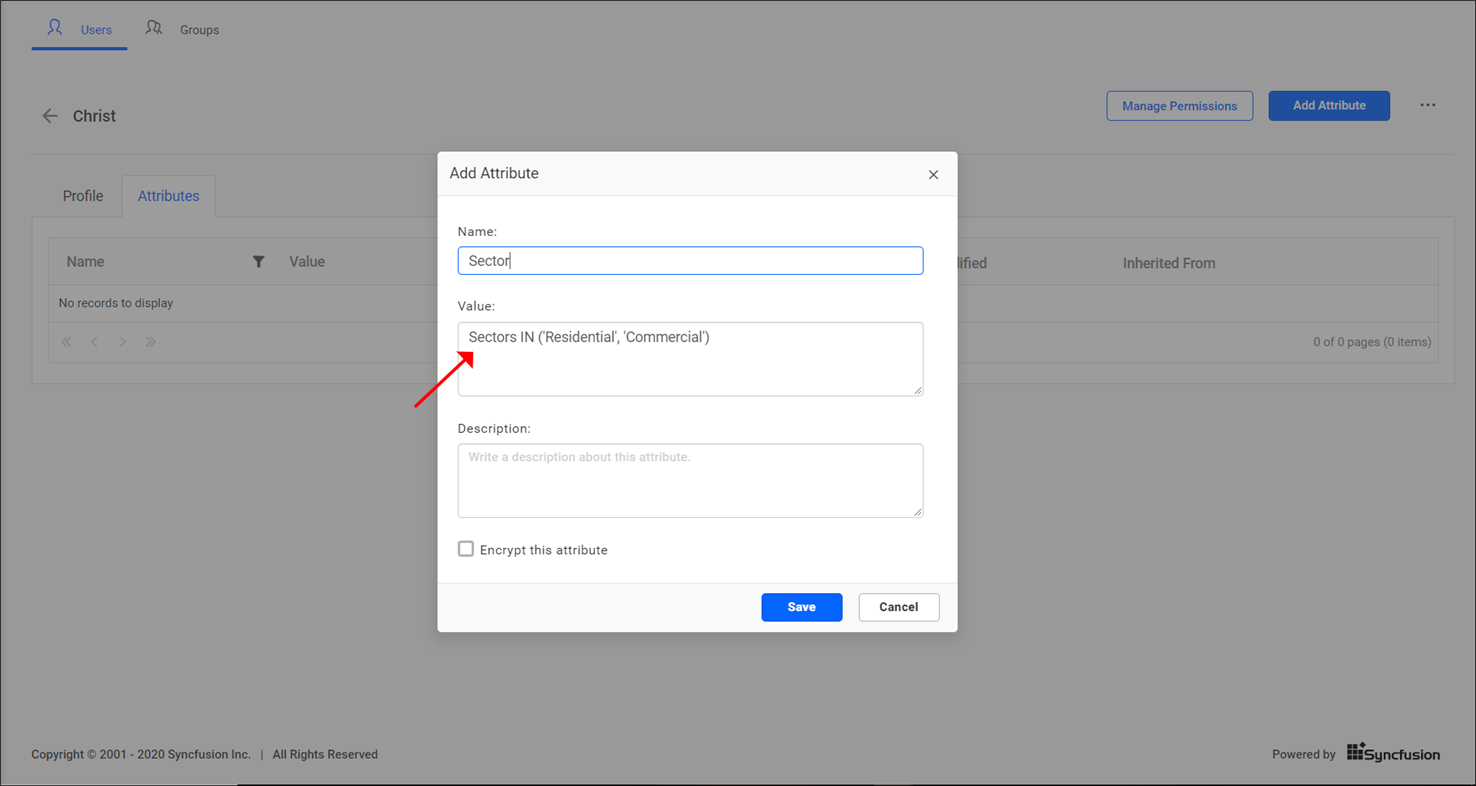 Users Groups
Christ
Manage Permissions Add Attribute ...
Add Attribute
Profile Attributes
Name:
Sector
Name Value ified Inherited From
No records to display
Value:
Sectors IN ('Residential', 'Commercial')
0 of 0 pages (0 items)
Description:
Write a description about this attribute.
Encrypt this attribute
Save Cancel
Copyright © 2001 - 2020 Syncfusion Inc. | All Rights Reserved
Powered by Syncfusion